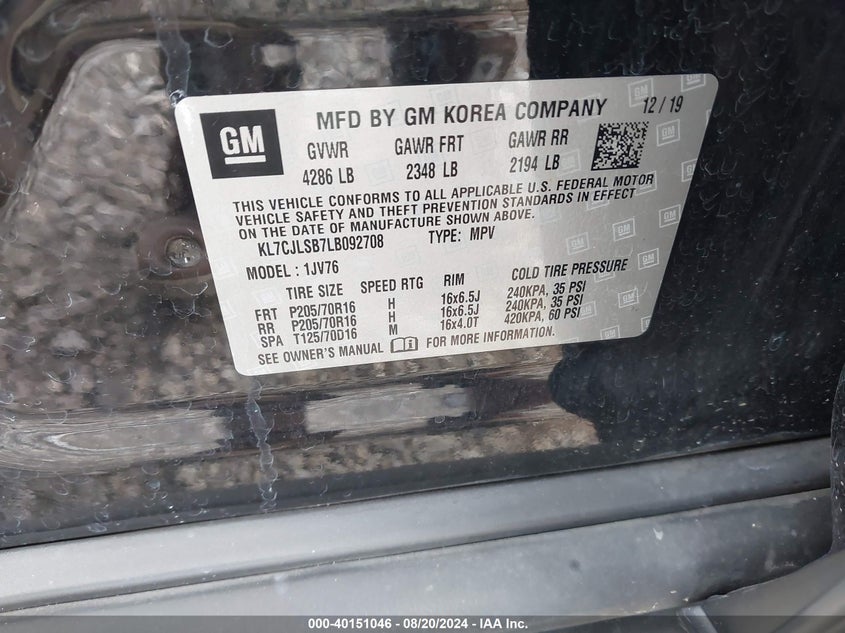 GM
MFD BY GM KOREA COMPANY 12 / 19
GVWR GAWR FRT GAWR RR
4286 LB 2348 LB 2194 LB
THIS VEHICLE CONFORMS TO ALL APPLICABLE U.S. FEDERAL MOTOR
VEHICLE SAFETY AND THEFT PREVENTION STANDARDS IN EFFECT
ON THE DATE OF MANUFACTURE SHOWN ABOVE.
KL7CJLSB7LB092708 TYPE: MPV
MODEL : 1JV76
TIRE SIZE SPEED RTG RIM COLD TIRE PRESSURE
FRT P205/70R16 H 16x6.5J 240KPA, 35 PSI
RR P205/70R16 H 16x6.5J 240KPA, 35 PSI
SPA T125/70D16 M 16x4.0T 420KPA, 60 PSI
SEE OWNER'S MANUAL FOR MORE INFORMATION.
000-40151046 - 08/20/2024 - IAA Inc.